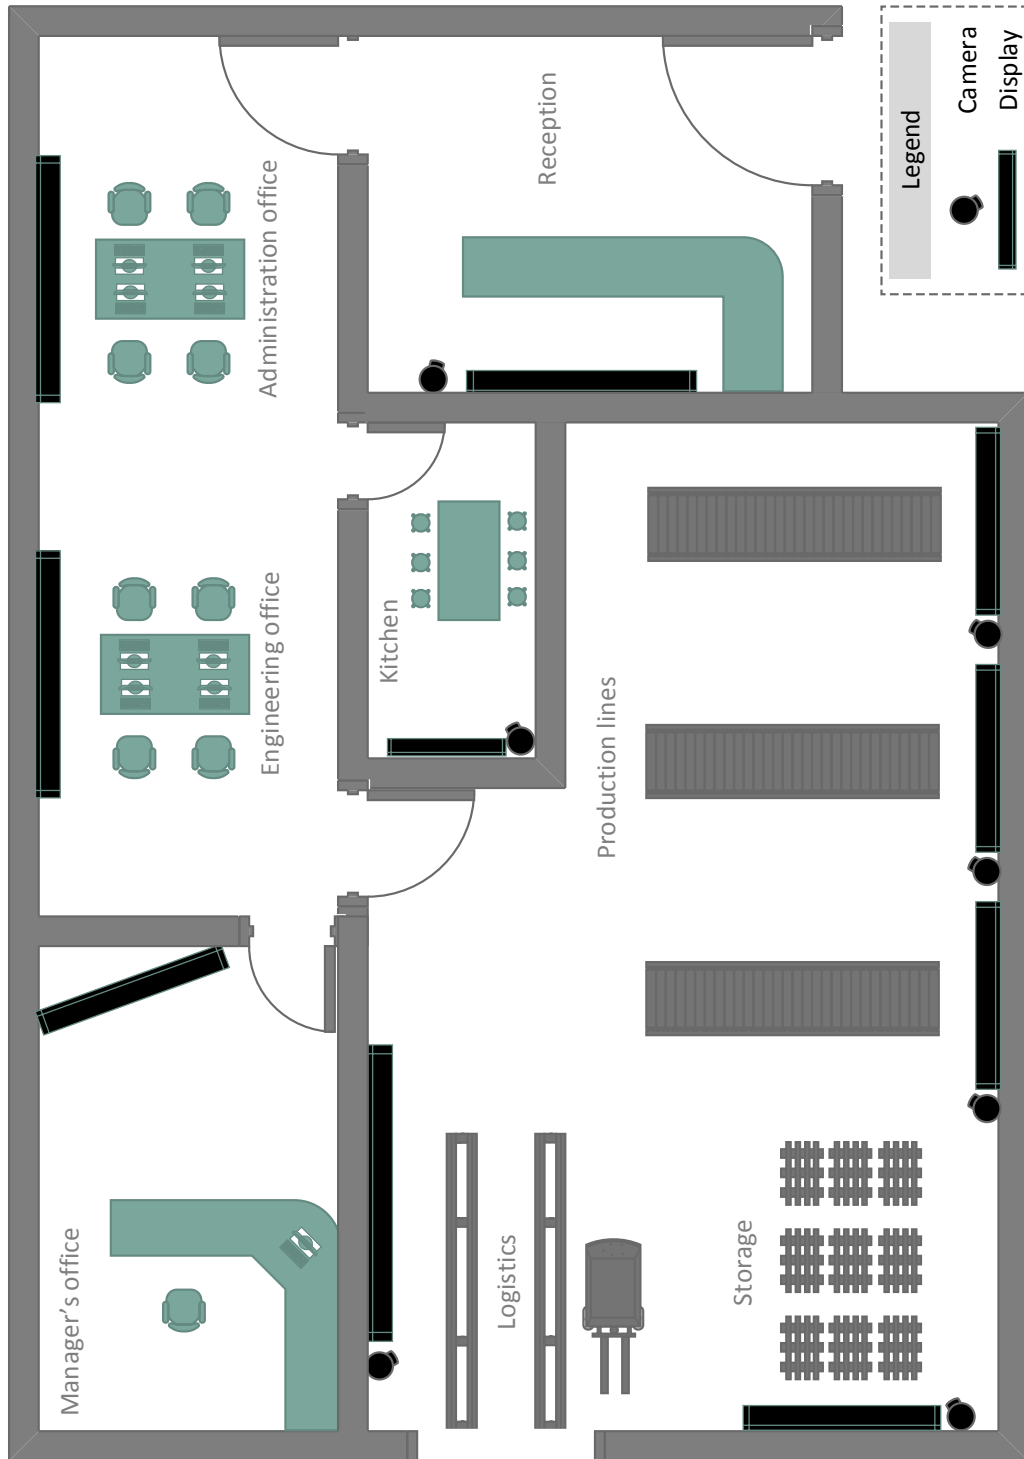 Legend
Camera
Display
Reception
Administration office
Engineering office
Kitchen
Production lines
Manager's office
Logistics
Storage